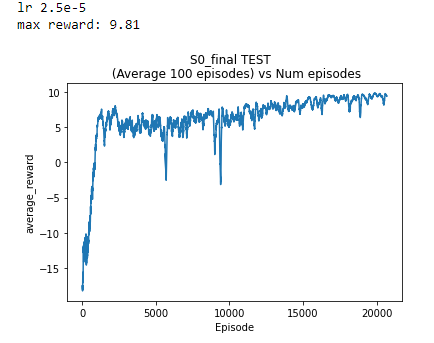 lr 2.5e-5
max reward: 9.81
S0_final TEST
(Average 100 episodes) vs Num episodes
10
5
0
−5
−10
−15
average_reward
0
5000
10000
15000
20000
Episode